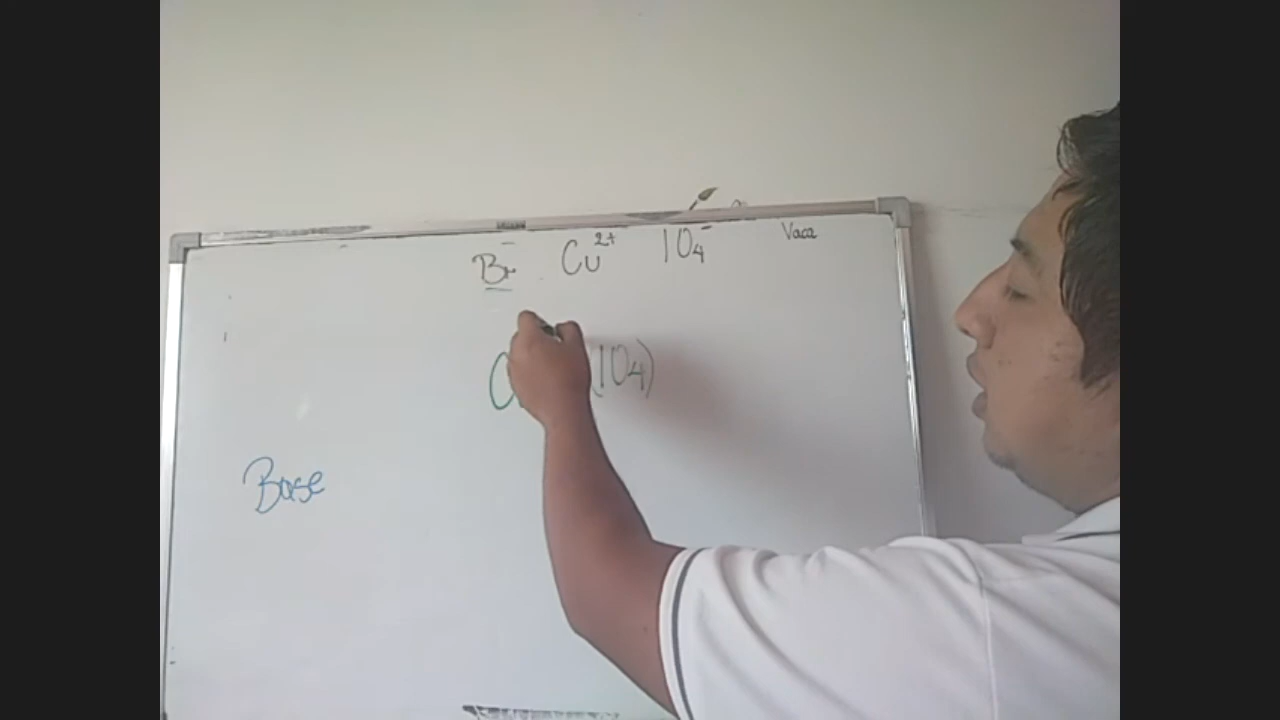 Br⁻ Cu²⁺ IO₄⁻ Vaca
C (IO₄)
Base